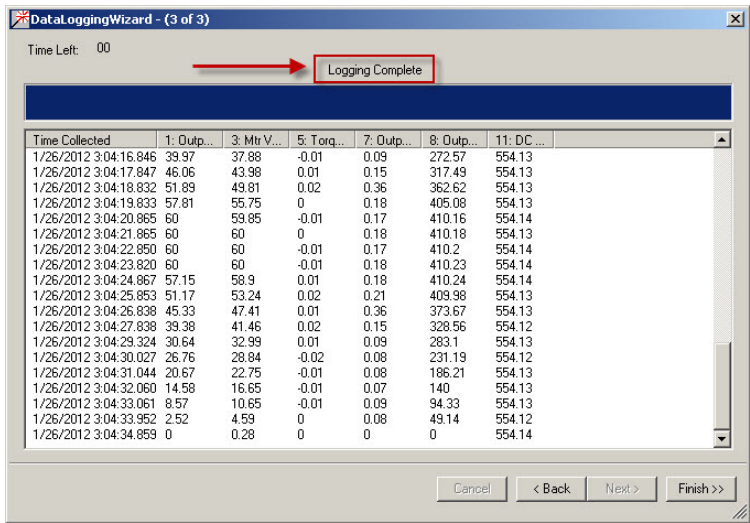 DataLoggingWizard - (3 of 3)
Time Left: 00
Logging Complete
Time Collected 1: Outp... 3: Mtr V... 5: Torq... 7: Outp... 8: Outp... 11: DC ...
1/26/2012 3:04:16.846 39.97 37.88 -0.01 0.09 272.57 554.13
1/26/2012 3:04:17.847 46.06 43.98 0.01 0.15 317.49 554.13
1/26/2012 3:04:18.832 51.89 49.81 0.02 0.36 362.62 554.13
1/26/2012 3:04:19.833 57.81 55.75 0 0.18 405.08 554.13
1/26/2012 3:04:20.865 60 59.85 -0.01 0.17 410.16 554.14
1/26/2012 3:04:21.865 60 60 0 0.18 410.18 554.13
1/26/2012 3:04:22.850 60 60 -0.01 0.17 410.2 554.14
1/26/2012 3:04:23.820 60 60 -0.01 0.18 410.23 554.14
1/26/2012 3:04:24.867 57.15 58.9 0.01 0.18 410.24 554.14
1/26/2012 3:04:25.853 51.17 53.24 0.02 0.21 409.98 554.13
1/26/2012 3:04:26.838 45.33 47.41 0.01 0.36 373.67 554.13
1/26/2012 3:04:27.838 39.38 41.46 0.02 0.15 328.56 554.12
1/26/2012 3:04:29.324 30.64 32.99 0.01 0.09 283.1 554.13
1/26/2012 3:04:30.027 26.76 28.84 -0.02 0.08 231.19 554.12
1/26/2012 3:04:31.044 20.67 22.75 -0.01 0.08 186.21 554.13
1/26/2012 3:04:32.060 14.58 16.65 -0.01 0.07 140 554.13
1/26/2012 3:04:33.061 8.57 10.65 -0.01 0.09 94.33 554.13
1/26/2012 3:04:33.952 2.52 4.59 0 0.08 49.14 554.12
1/26/2012 3:04:34.859 0 0.28 0 0 0 554.14
Cancel < Back Next > Finish >>